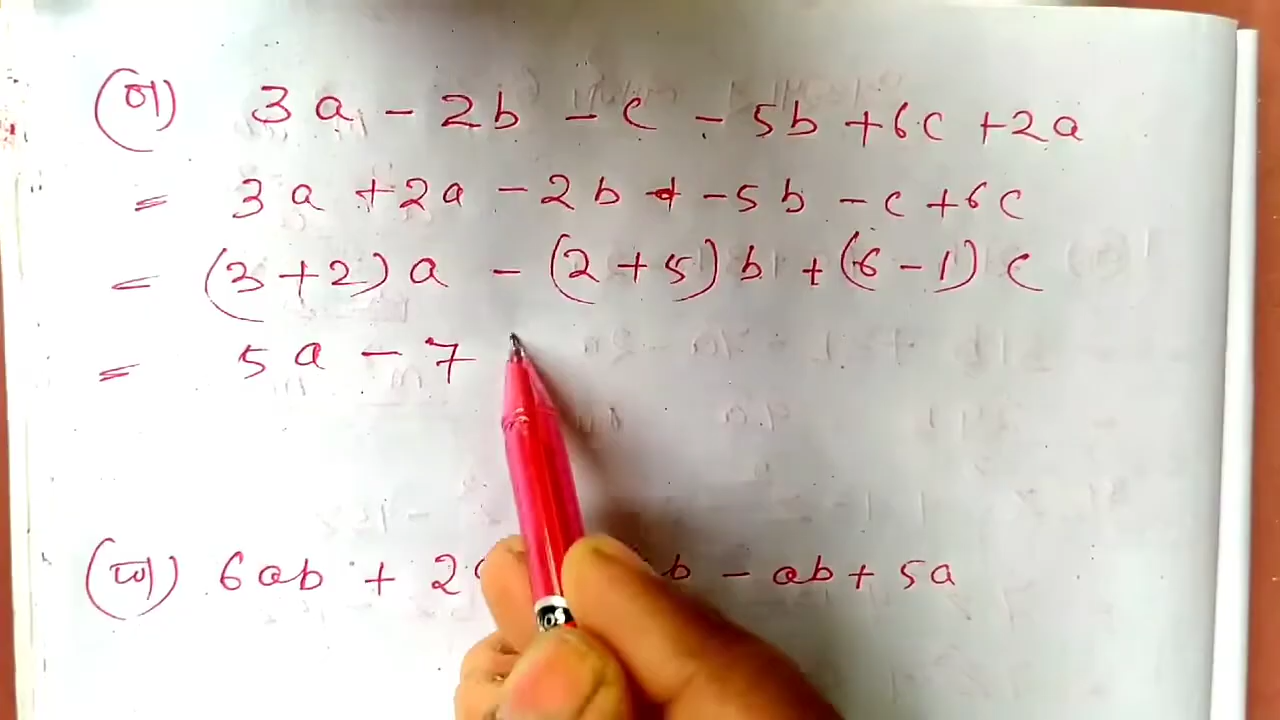 (क) 3a - 2b - c - 5b + 6c + 2a
= 3a + 2a - 2b - 5b - c + 6c
= (3 + 2) a - (2 + 5) b + (6 - 1) c
= 5a - 7
6ab + 2 b - ab + 5a